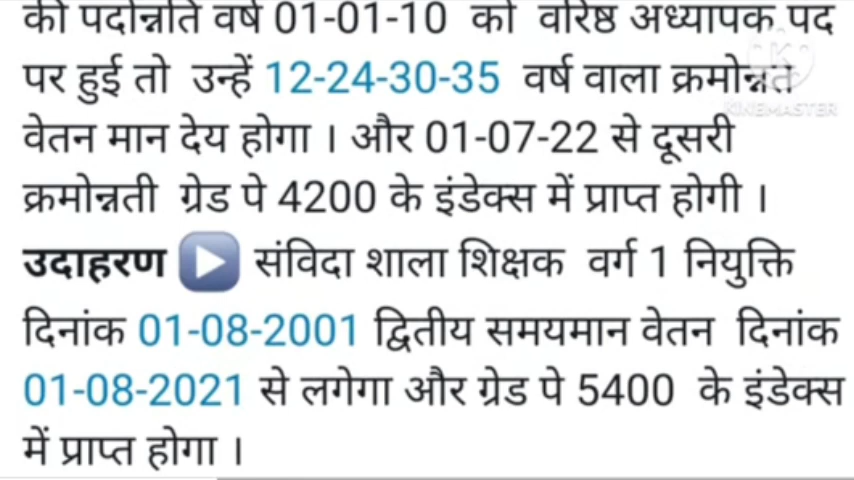 की पदोन्नति वर्ष 01-01-10 को वरिष्ठ अध्यापक पद
पर हुई तो उन्हें 12-24-30-35 वर्ष वाला क्रमोन्नत
वेतन मान देय होगा । और 01-07-22 से दूसरी
क्रमोन्नती ग्रेड पे 4200 के इंडेक्स में प्राप्त होगी ।
उदाहरण ▶ संविदा शाला शिक्षक वर्ग 1 नियुक्ति
दिनांक 01-08-2001 द्वितीय समयमान वेतन दिनांक
01-08-2021 से लगेगा और ग्रेड पे 5400 के इंडेक्स
में प्राप्त होगा ।
KINEMASTER